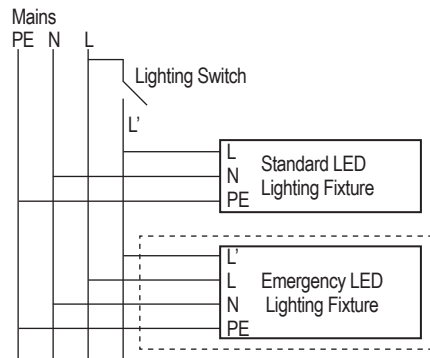 Mains
PE N L
Lighting Switch
L'
L
N
PE
Standard LED
Lighting Fixture
L'
L
N
PE
Emergency LED
Lighting Fixture